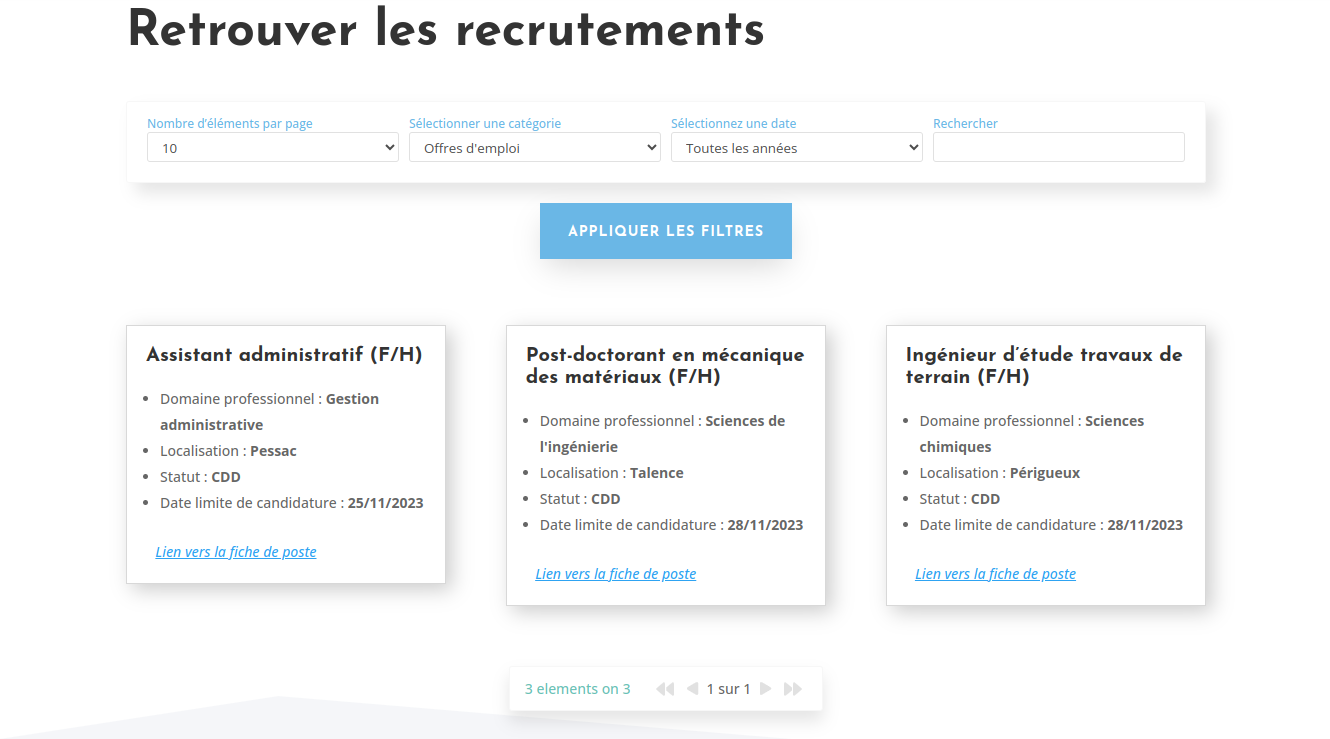 Retrouver les recrutements
Nombre d'éléments par page
Sélectionner une catégorie
Sélectionnez une date
Rechercher
10
Offres d'emploi
Toutes les années
APPLIQUER LES FILTRES
Assistant administratif (F/H)
Domaine professionnel : Gestion
administrative
Localisation : Pessac
Statut : CDD
Date limite de candidature : 25/11/2023
Lien vers la fiche de poste
Post-doctorant en mécanique
des matériaux (F/H)
Domaine professionnel : Sciences de
l'ingénierie
Localisation : Talence
Statut : CDD
Date limite de candidature : 28/11/2023
Lien vers la fiche de poste
Ingénieur d’étude travaux de
terrain (F/H)
Domaine professionnel : Sciences
chimiques
Localisation : Périgueux
Statut : CDD
Date limite de candidature : 28/11/2023
Lien vers la fiche de poste
3 elements on 3
1 sur 1